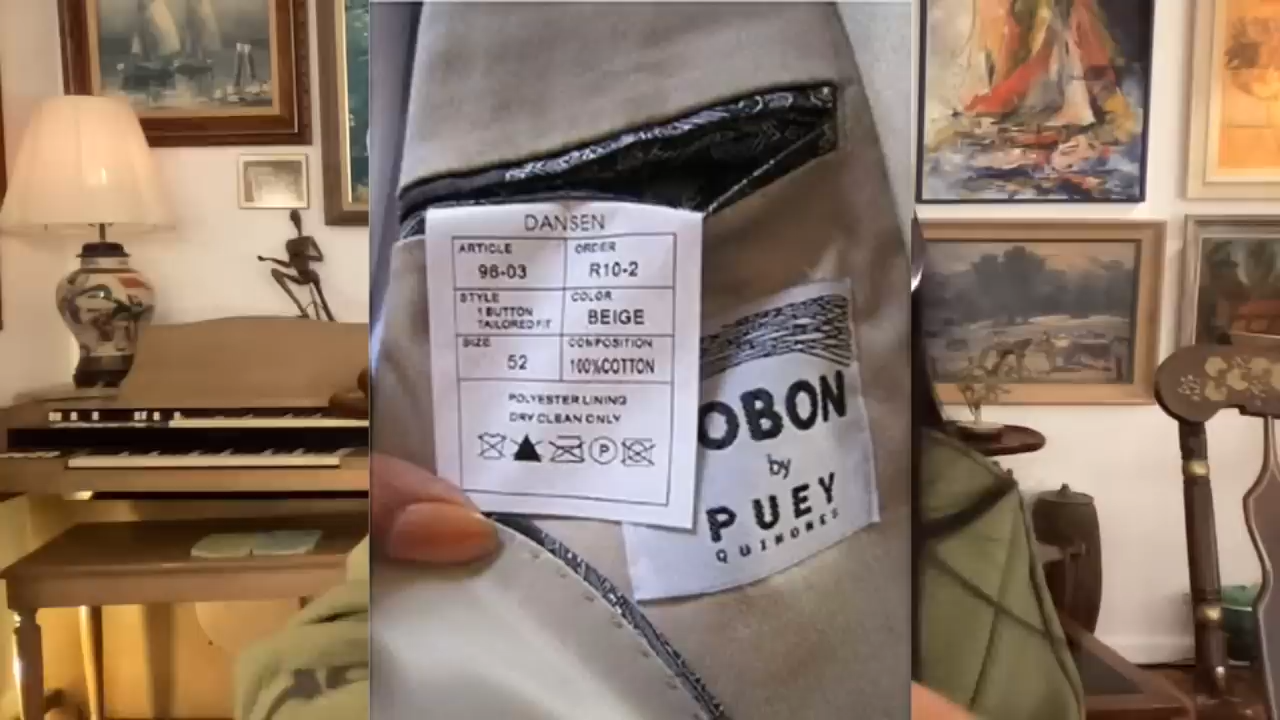 DANSEN
ARTICLE
98-03
ORDER
R10-2
STYLE
1 BUTTON
TAILORED FIT
COLOR
BEIGE
SIZE
52
COMPOSITION
100%COTTON
POLYESTER LINING
DRY CLEAN ONLY
P
OBON
by
PUEY
QUINONES